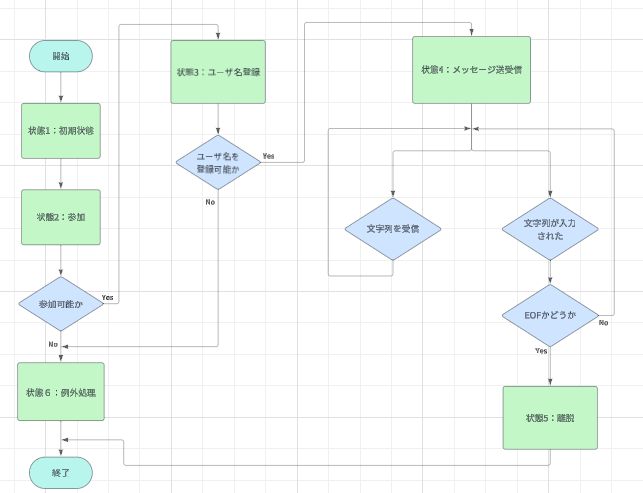 開始
状態1：初期状態
状態2：参加
参加可能か
Yes
No
状態６：例外処理
終了
状態3：ユーザ名登録
ユーザ名を
登録可能か
Yes
No
状態4：メッセージ送受信
文字列を受信
文字列が入力
された
EOFかどうか
No
Yes
状態5：離脱